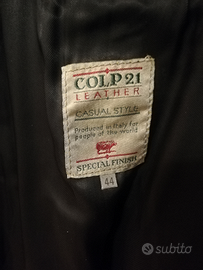 COLP 21
LEATHER
CASUAL STYLE
Produced in Italy for
people of the World
SPECIAL FINISH
44
subito